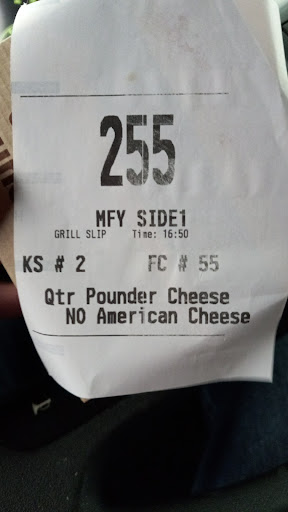 255
MFY SIDE1
GRILL SLIP Time: 16:50
KS # 2 FC # 55
Qtr Pounder Cheese
NO American Cheese